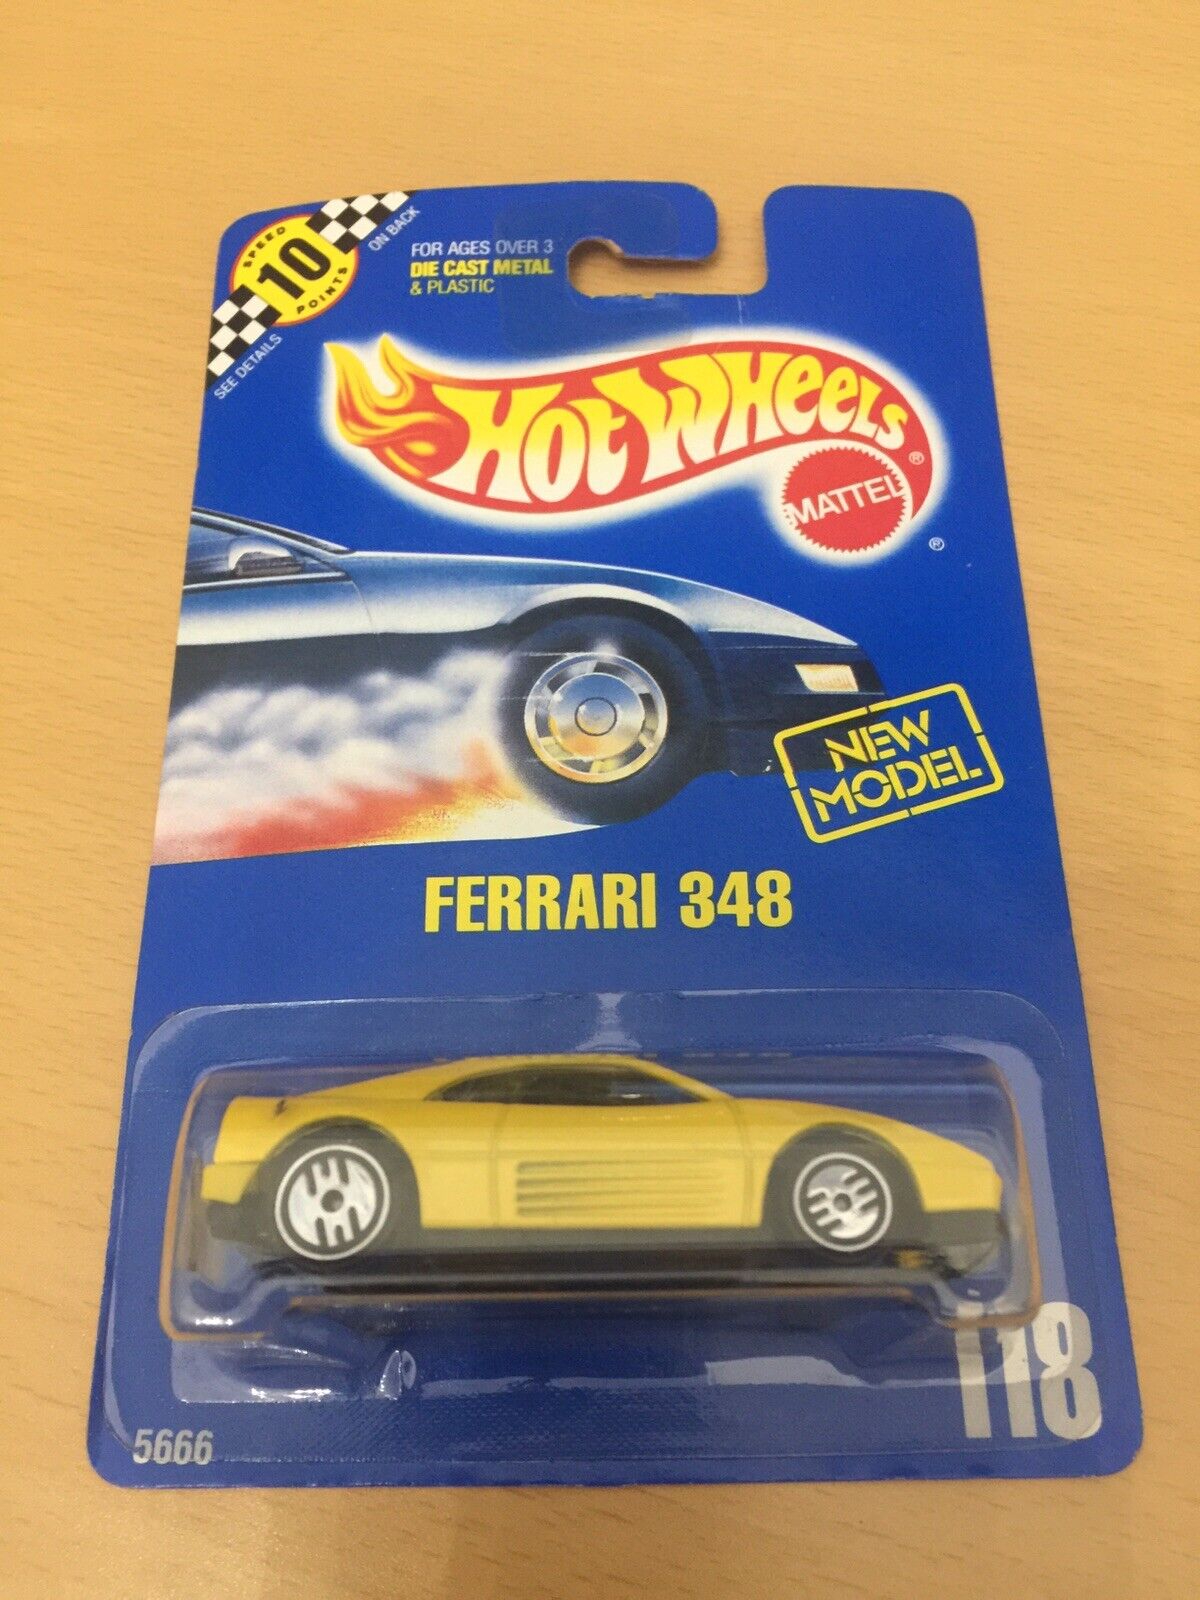 SPEED
10
POINTS
ON BACK
SEE DETAILS
FOR AGES OVER 3
DIE CAST METAL
& PLASTIC
HOT WHEELS ®
MATTEL
®
NEW
MODEL
FERRARI 348
118
5666